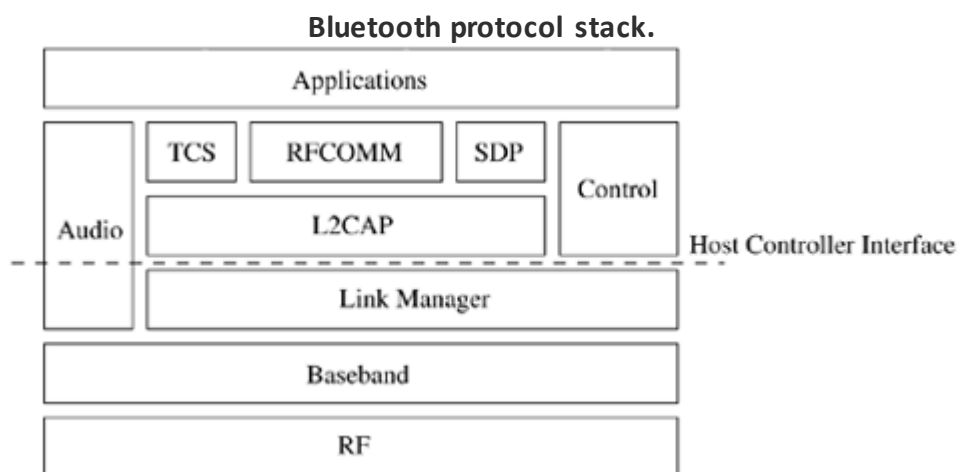 Bluetooth protocol stack.
Applications
TCS RFCOMM SDP
Control
Audio
L2CAP
Host Controller Interface
Link Manager
Baseband
RF